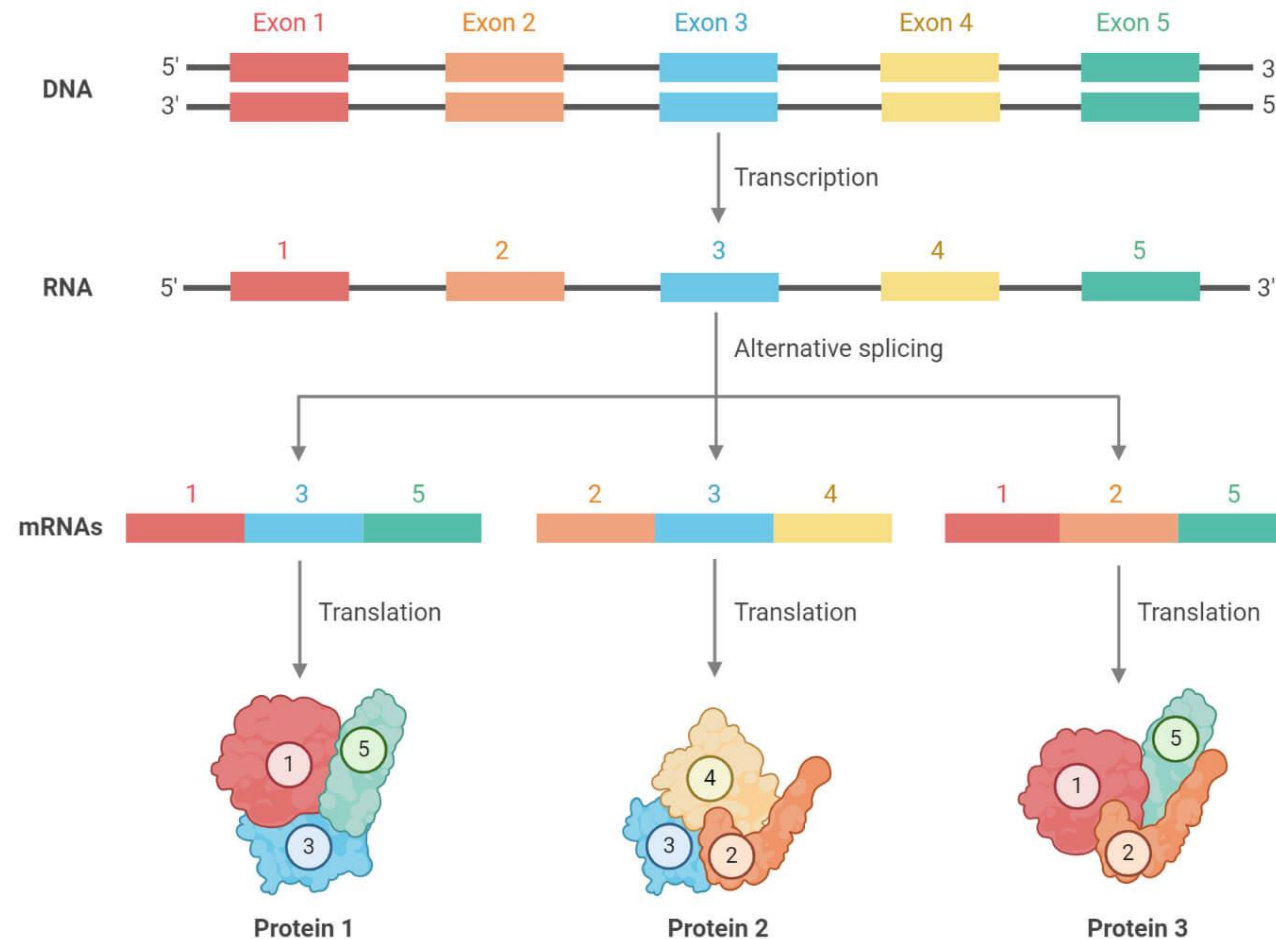 Exon 1 Exon 2 Exon 3 Exon 4 Exon 5
5' 3
DNA
3' 5
Transcription
1 2 3 4 5
RNA 5' 3'
Alternative splicing
1 3 5 2 3 4 1 2 5
mRNAs
Translation Translation Translation
1 5 3
4 3 2
5 1 2
Protein 1 Protein 2 Protein 3